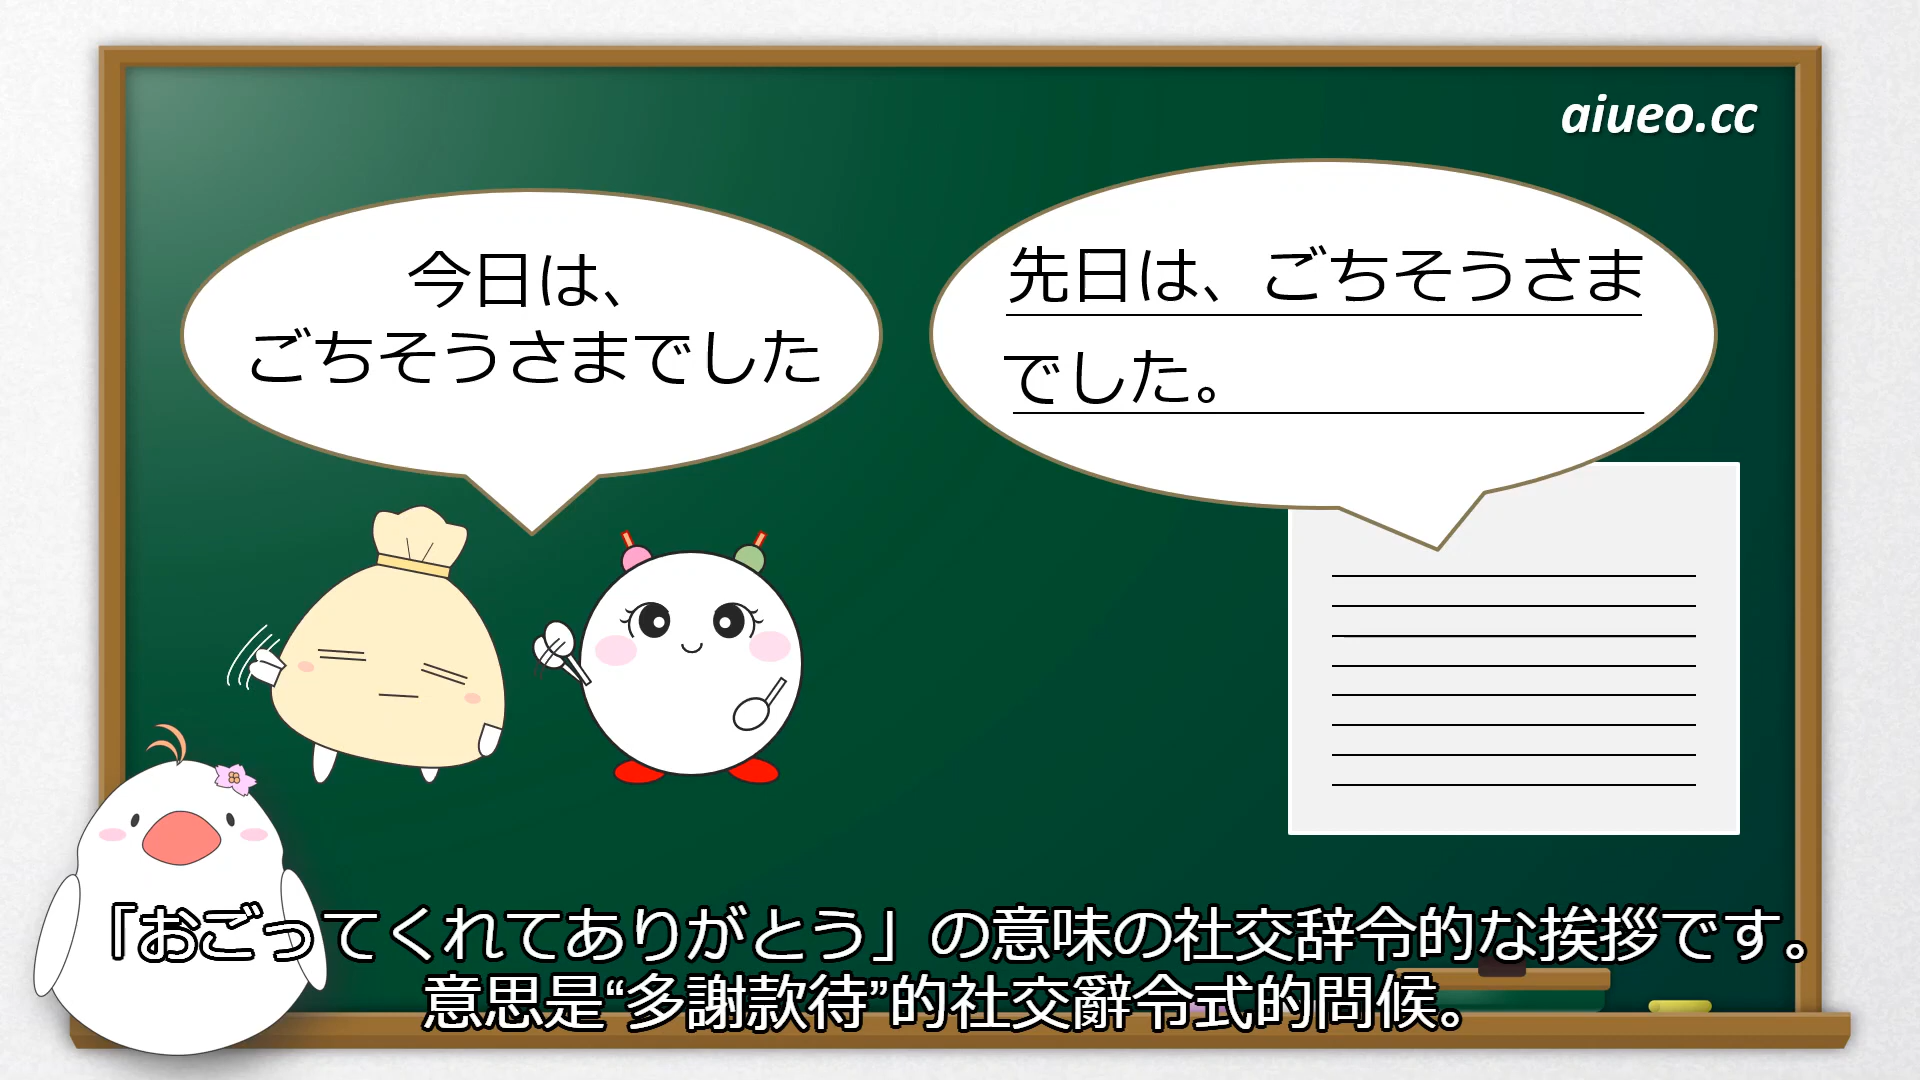 aiueo.cc
今日は、
ごちそうさまでした
先日は、ごちそうさま
でした。
「おごってくれてありがとう」の意味の社交辞令的な挨拶です。
意思是“多謝款待”的社交辭令式的問候。